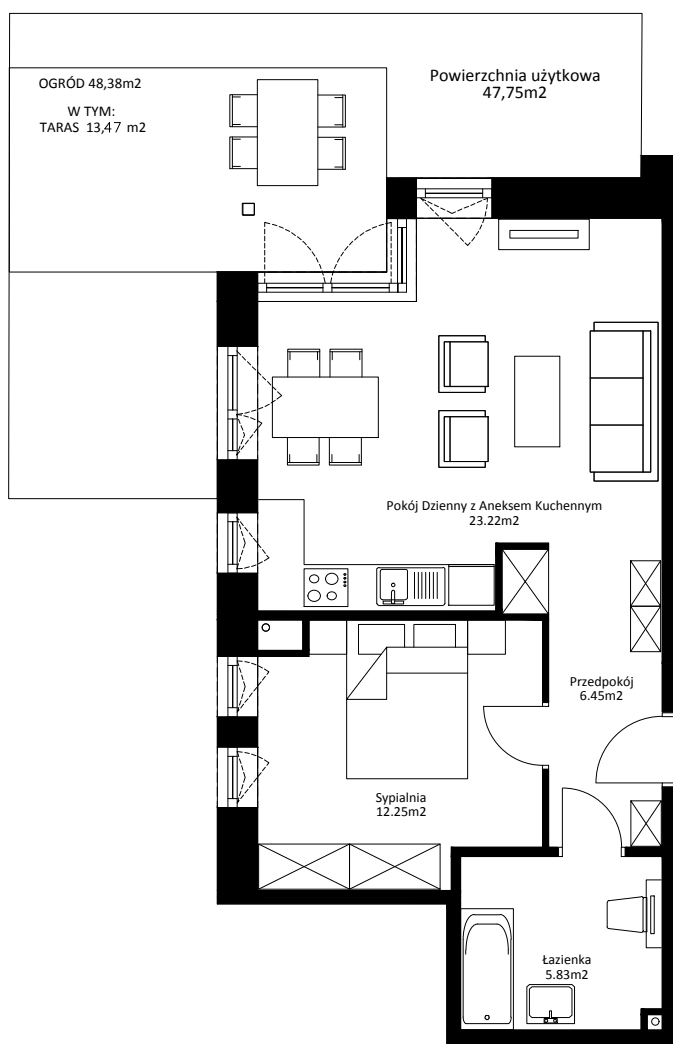 OGRÓD 48,38m2
W TYM:
TARAS 13,47 m2
Powierzchnia użytkowa
47,75m2
Pokój Dzienny z Aneksem Kuchennym
23.22m2
Przedpokój
6.45m2
Sypialnia
12.25m2
Łazienka
5.83m2